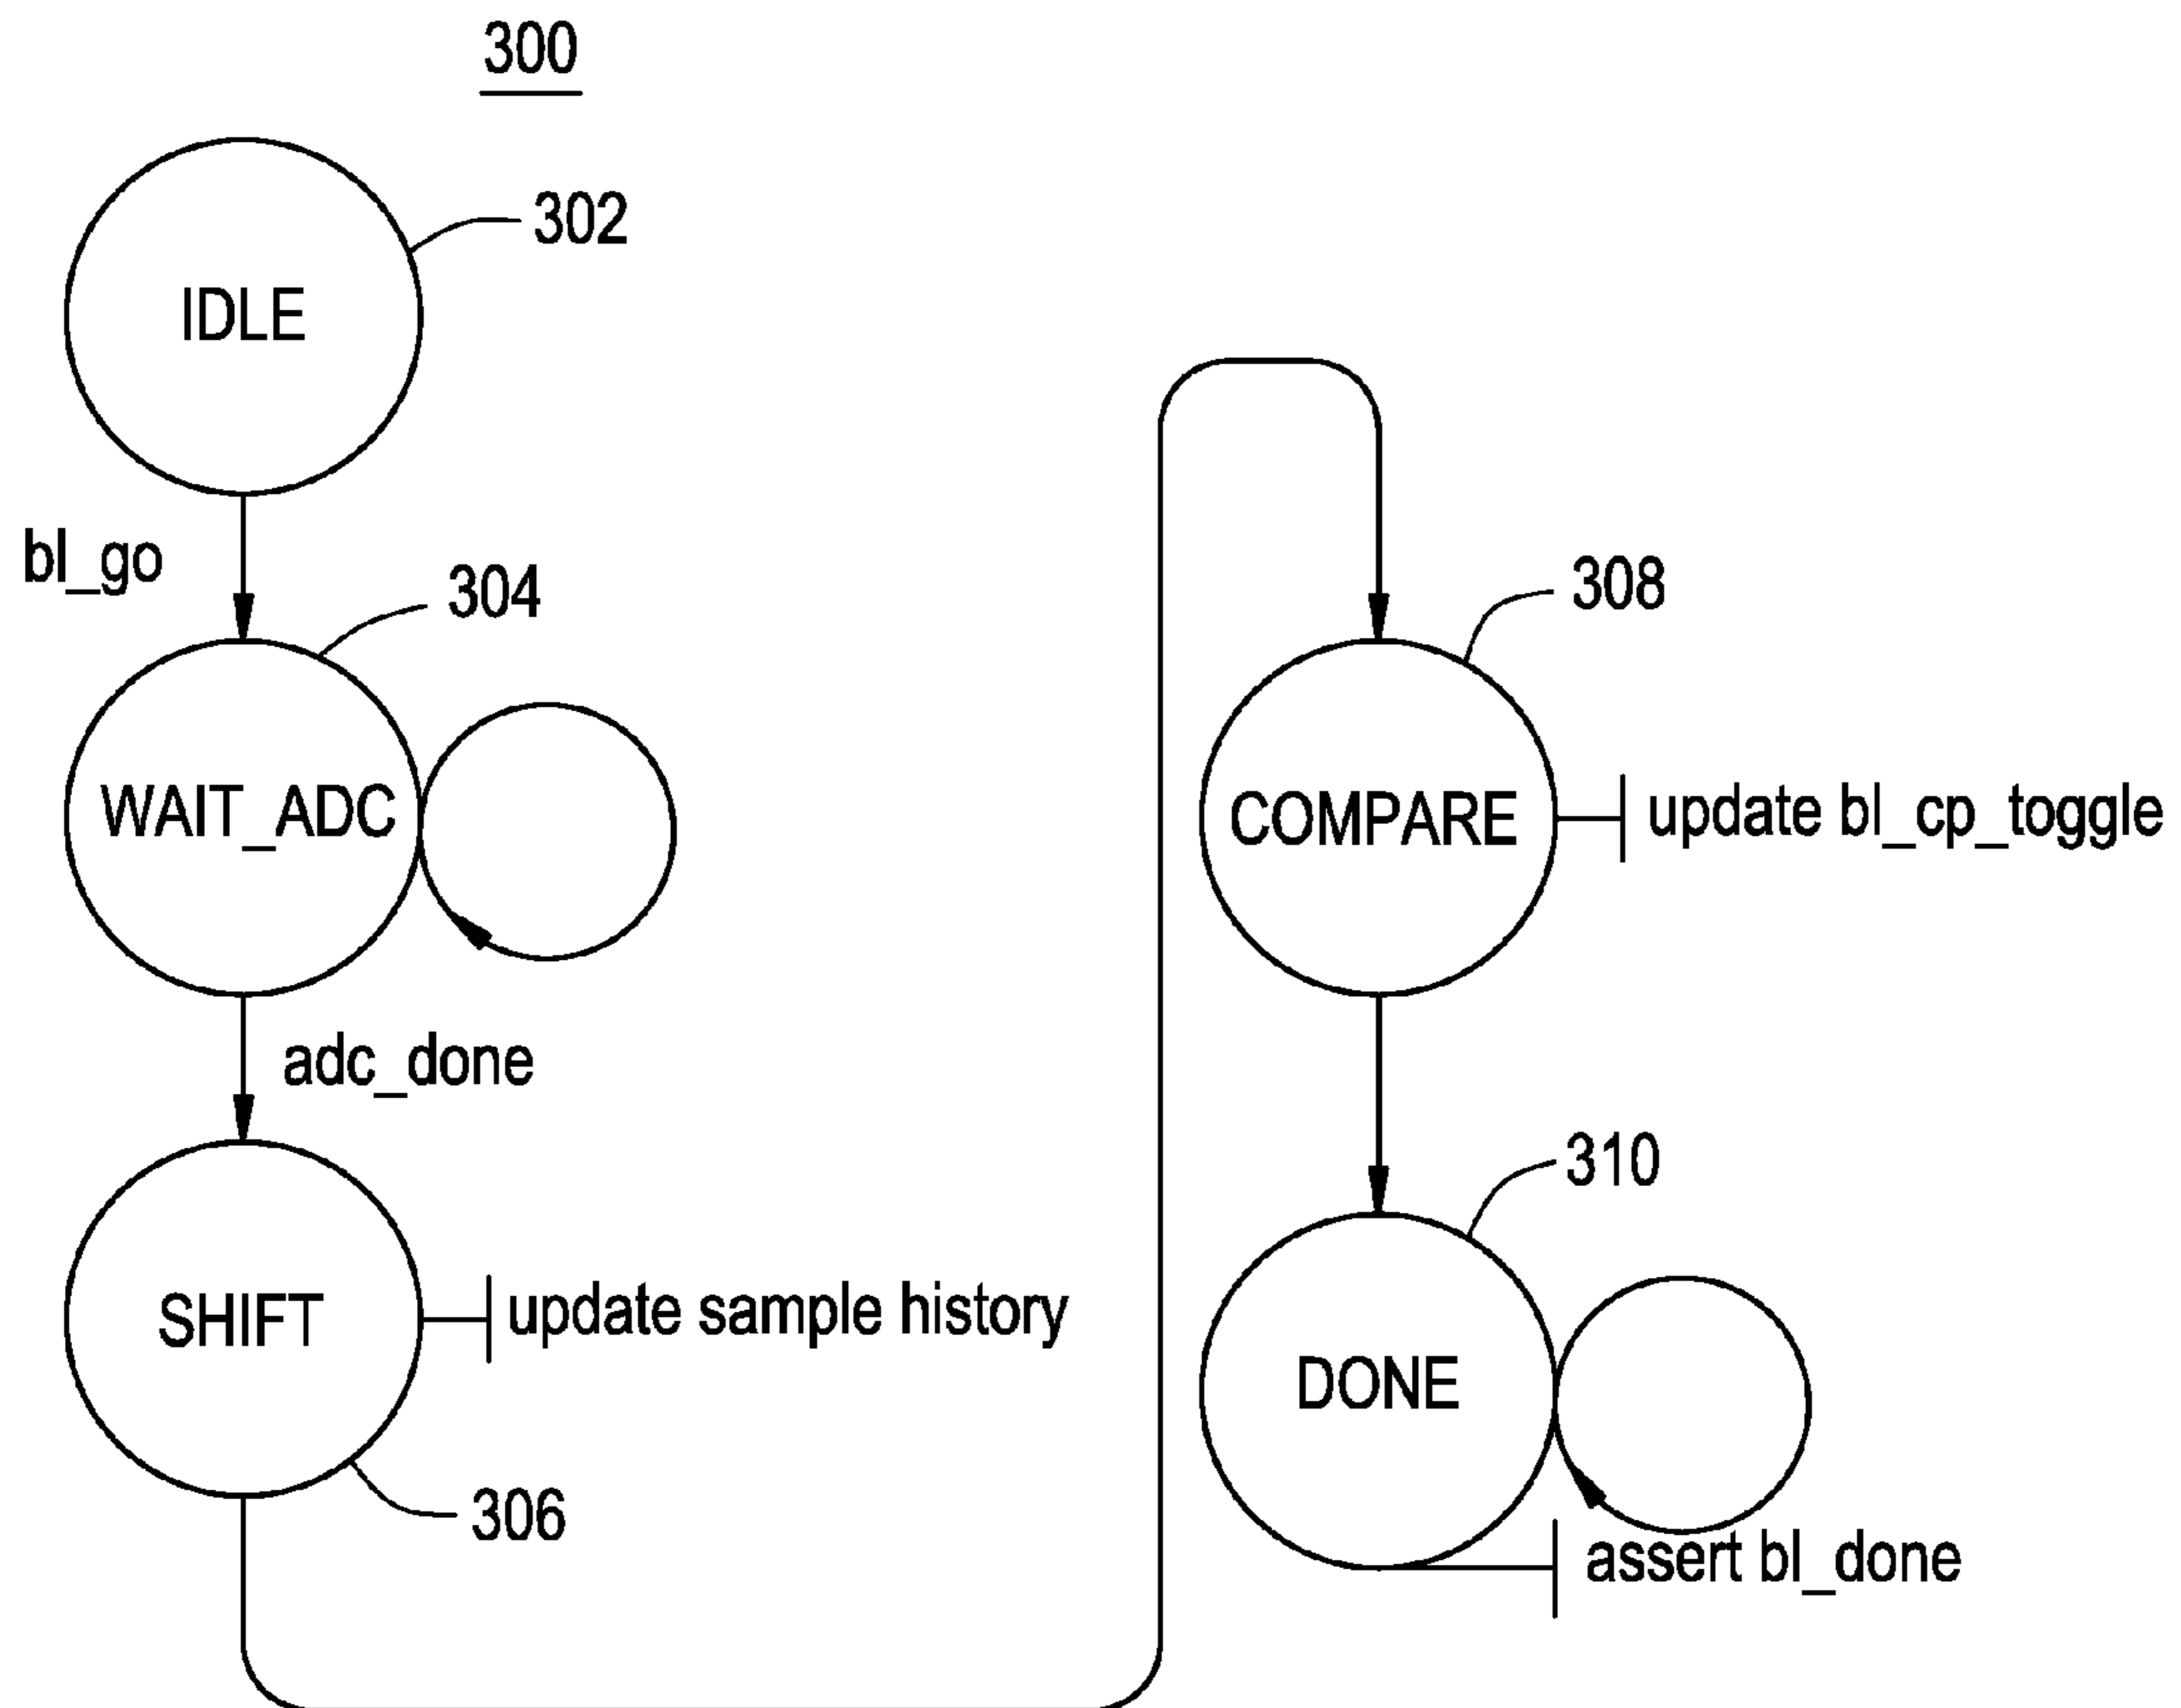 300
302
IDLE
bl_go
304
WAIT_ADC
adc_done
SHIFT
update sample history
306
308
COMPARE
update bl_cp_toggle
310
DONE
assert bl_done